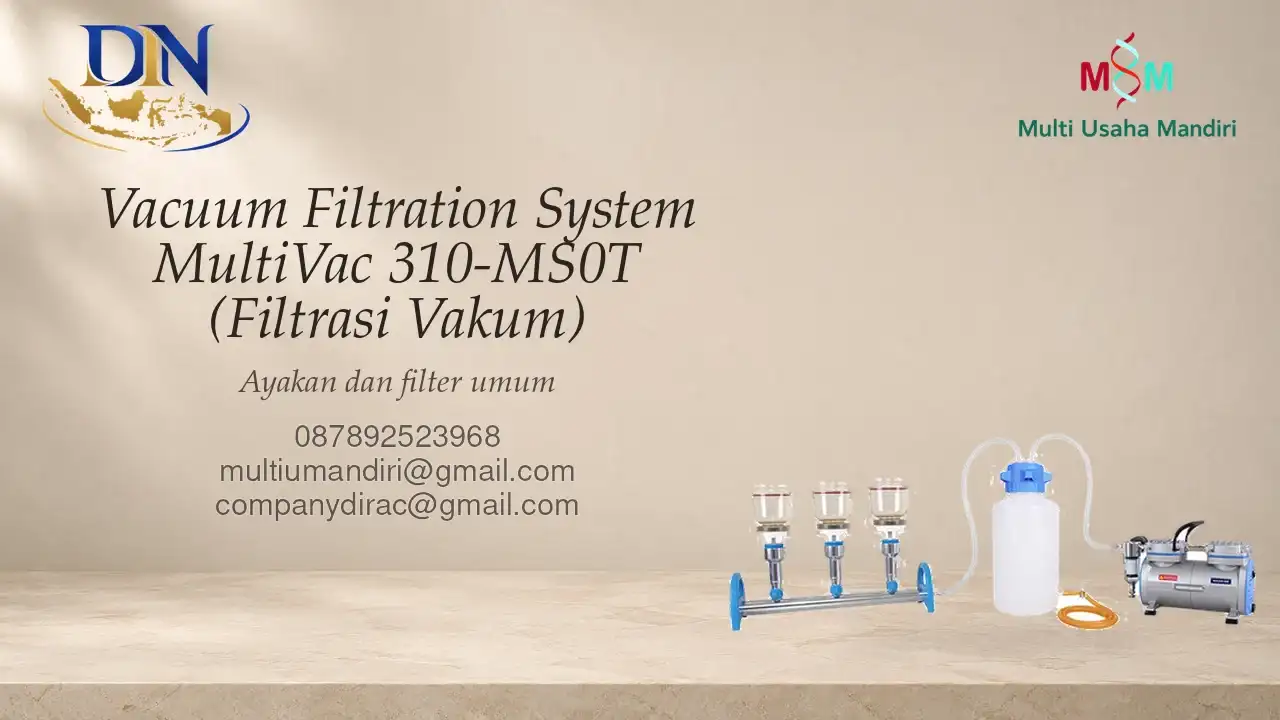 DIN
MSM
Multi Usaha Mandiri
Vacuum Filtration System
MultiVac 310-MS0T
(Filtrasi Vakum)
Ayakan dan filter umum
087892523968
multiumandiri@gmail.com
companydirac@gmail.com